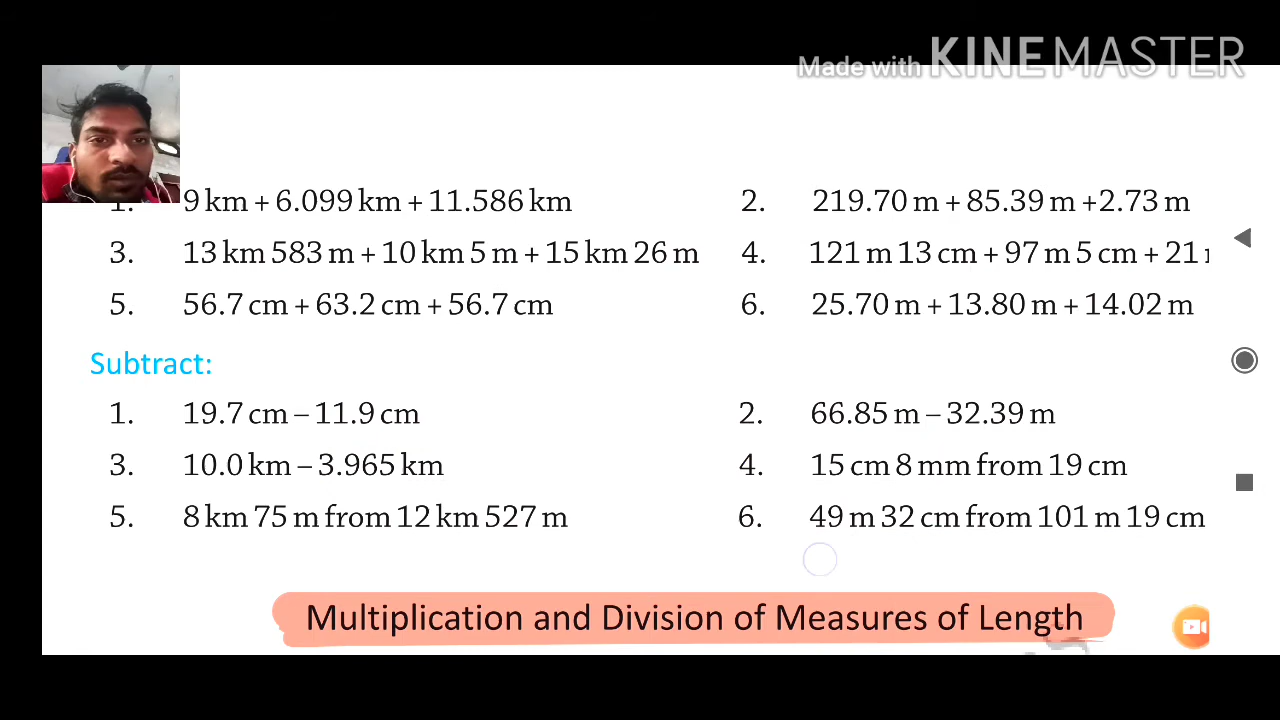 Made with KINEMASTER
1. 9 km + 6.099 km + 11.586 km 2. 219.70 m + 85.39 m +2.73 m
3. 13 km 583 m + 10 km 5 m + 15 km 26 m 4. 121 m 13 cm + 97 m 5 cm + 21
5. 56.7 cm + 63.2 cm + 56.7 cm 6. 25.70 m + 13.80 m + 14.02 m
Subtract:
1. 19.7 cm – 11.9 cm 2. 66.85 m – 32.39 m
3. 10.0 km – 3.965 km 4. 15 cm 8 mm from 19 cm
5. 8 km 75 m from 12 km 527 m 6. 49 m 32 cm from 101 m 19 cm
Multiplication and Division of Measures of Length